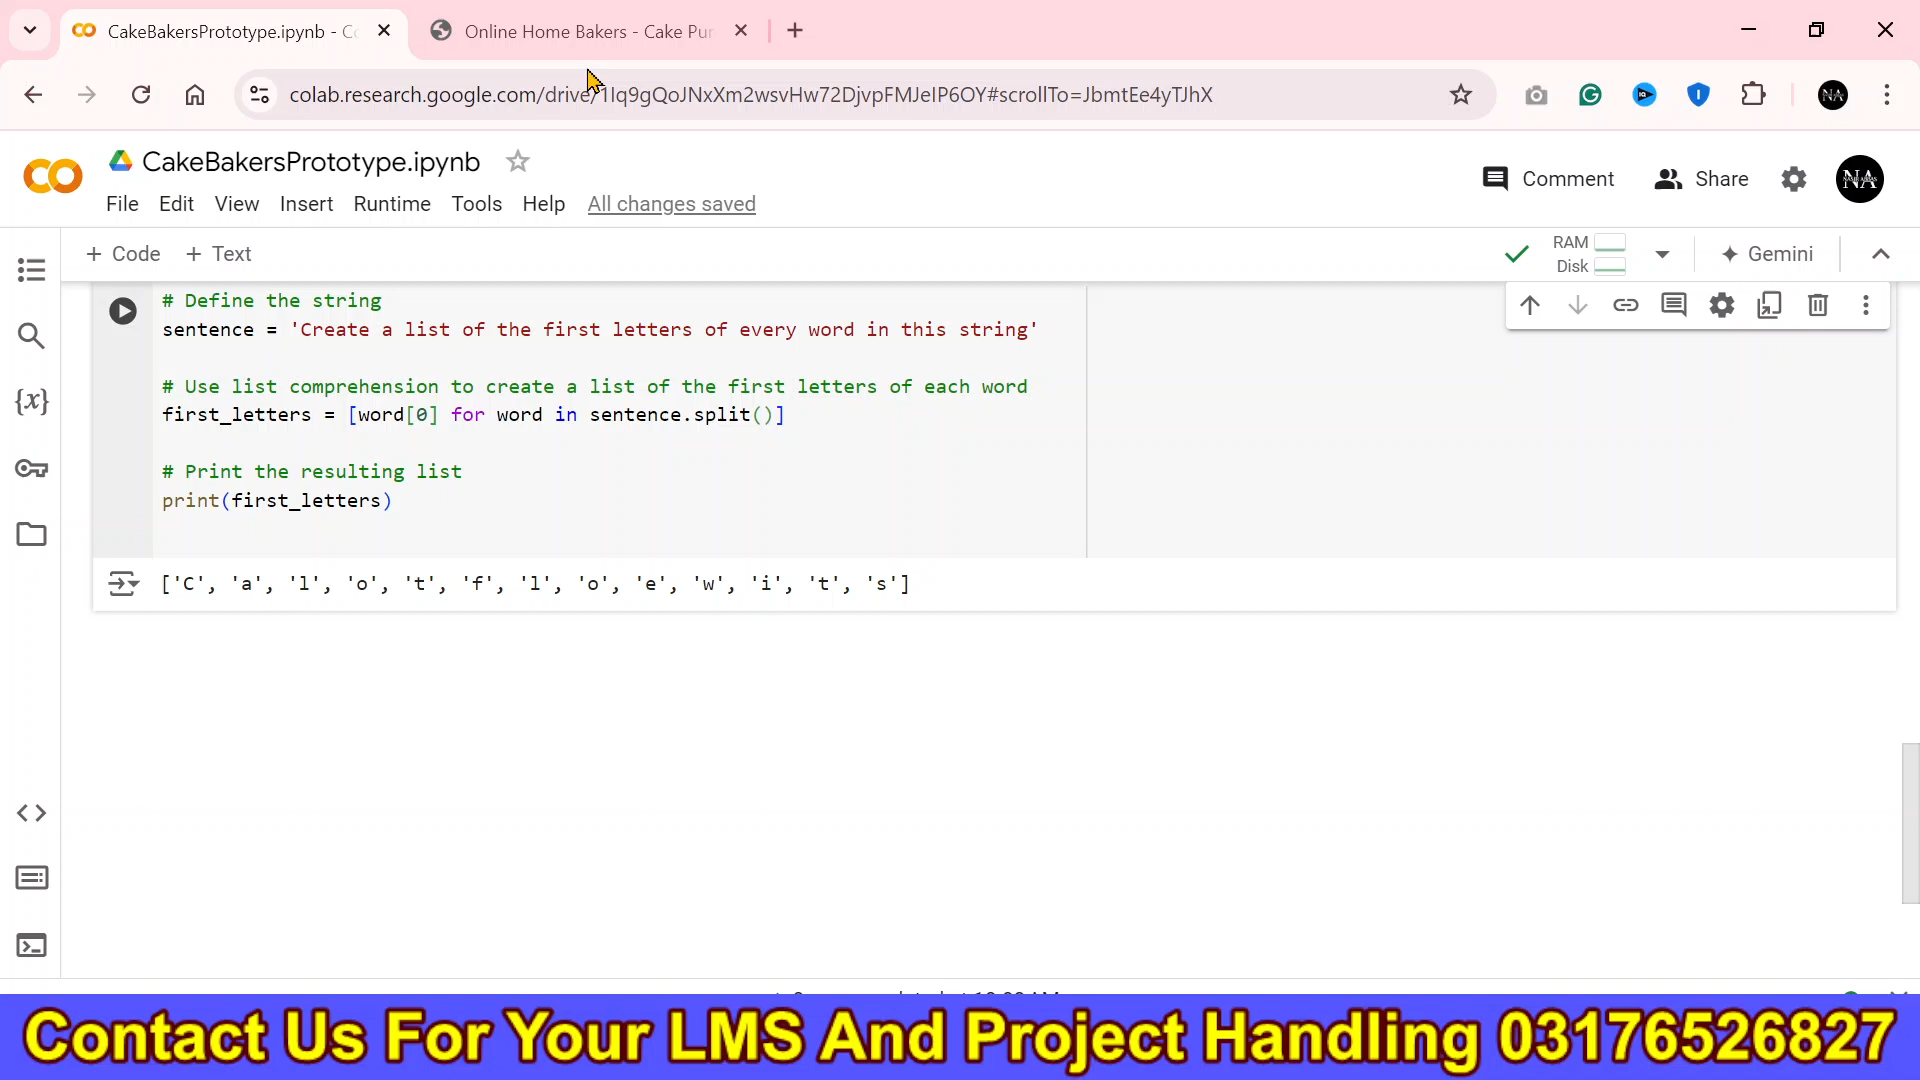 CakeBakersPrototype.ipynb - Co
Online Home Bakers - Cake Pur
colab.research.google.com/drive/1Iq9gQoJNxXm2wsvHw72DjvpFMJeIP6OY#scrollTo=JbmtEe4yTJhX
CakeBakersPrototype.ipynb
Comment
Share
NA
File Edit View Insert Runtime Tools Help All changes saved
+ Code + Text
RAM
Disk
Gemini
# Define the string
sentence = 'Create a list of the first letters of every word in this string'
# Use list comprehension to create a list of the first letters of each word
first_letters = [word[0] for word in sentence.split()]
# Print the resulting list
print(first_letters)
['C', 'a', 'l', 'o', 't', 'f', 'l', 'o', 'e', 'w', 'i', 't', 's']
Contact Us For Your LMS And Project Handling 03176526827